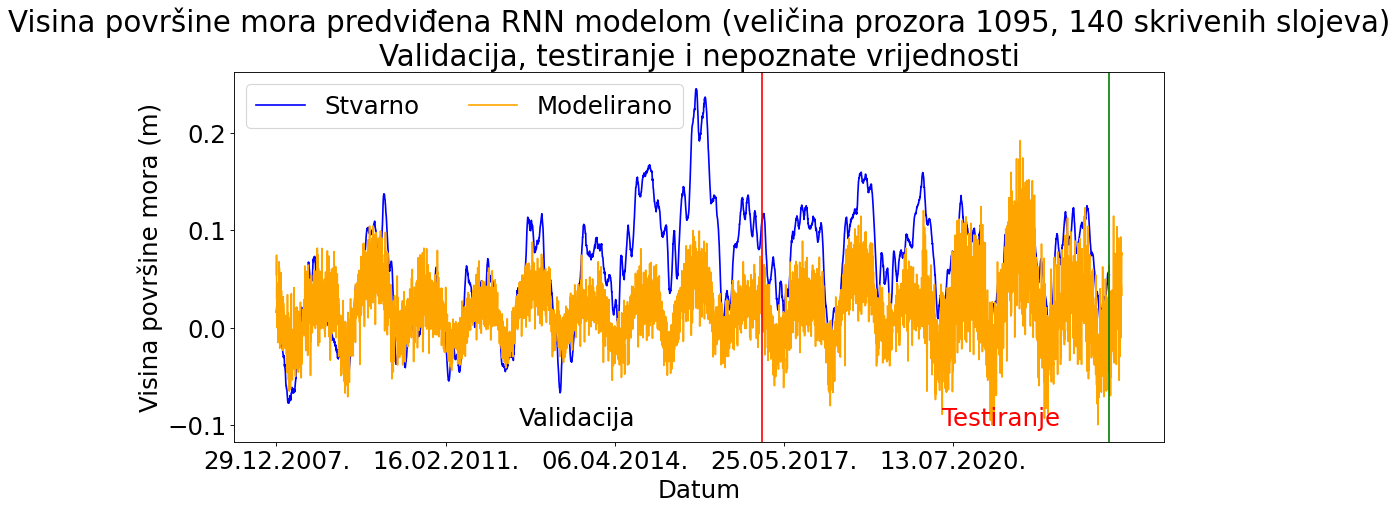 Visina površine mora predviđena RNN modelom (veličina prozora 1095, 140 skrivenih slojeva)
Validacija, testiranje i nepoznate vrijednosti
Stvarno Modelirano
Visina površine mora (m)
0.2
0.1
0.0
−0.1
Validacija Testiranje
29.12.2007. 16.02.2011. 06.04.2014. 25.05.2017. 13.07.2020.
Datum